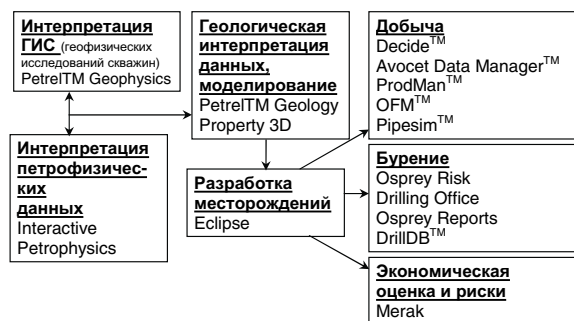 Интерпретация
ГИС (геофизических
исследований скважин)
PetrelTM Geophysics
Интерпретация
петрофизичес-
ких
данных
Interactive
Petrophysics
Геологическая
интерпретация
данных,
моделирование
PetrelTM Geology
Property 3D
Разработка
месторождений
Eclipse
Добыча
Decide™
Avocet Data Manager™
ProdMan™
OFM™
Pipesim™
Бурение
Osprey Risk
Drilling Office
Osprey Reports
DrillDB™
Экономическая
оценка и риски
Merak